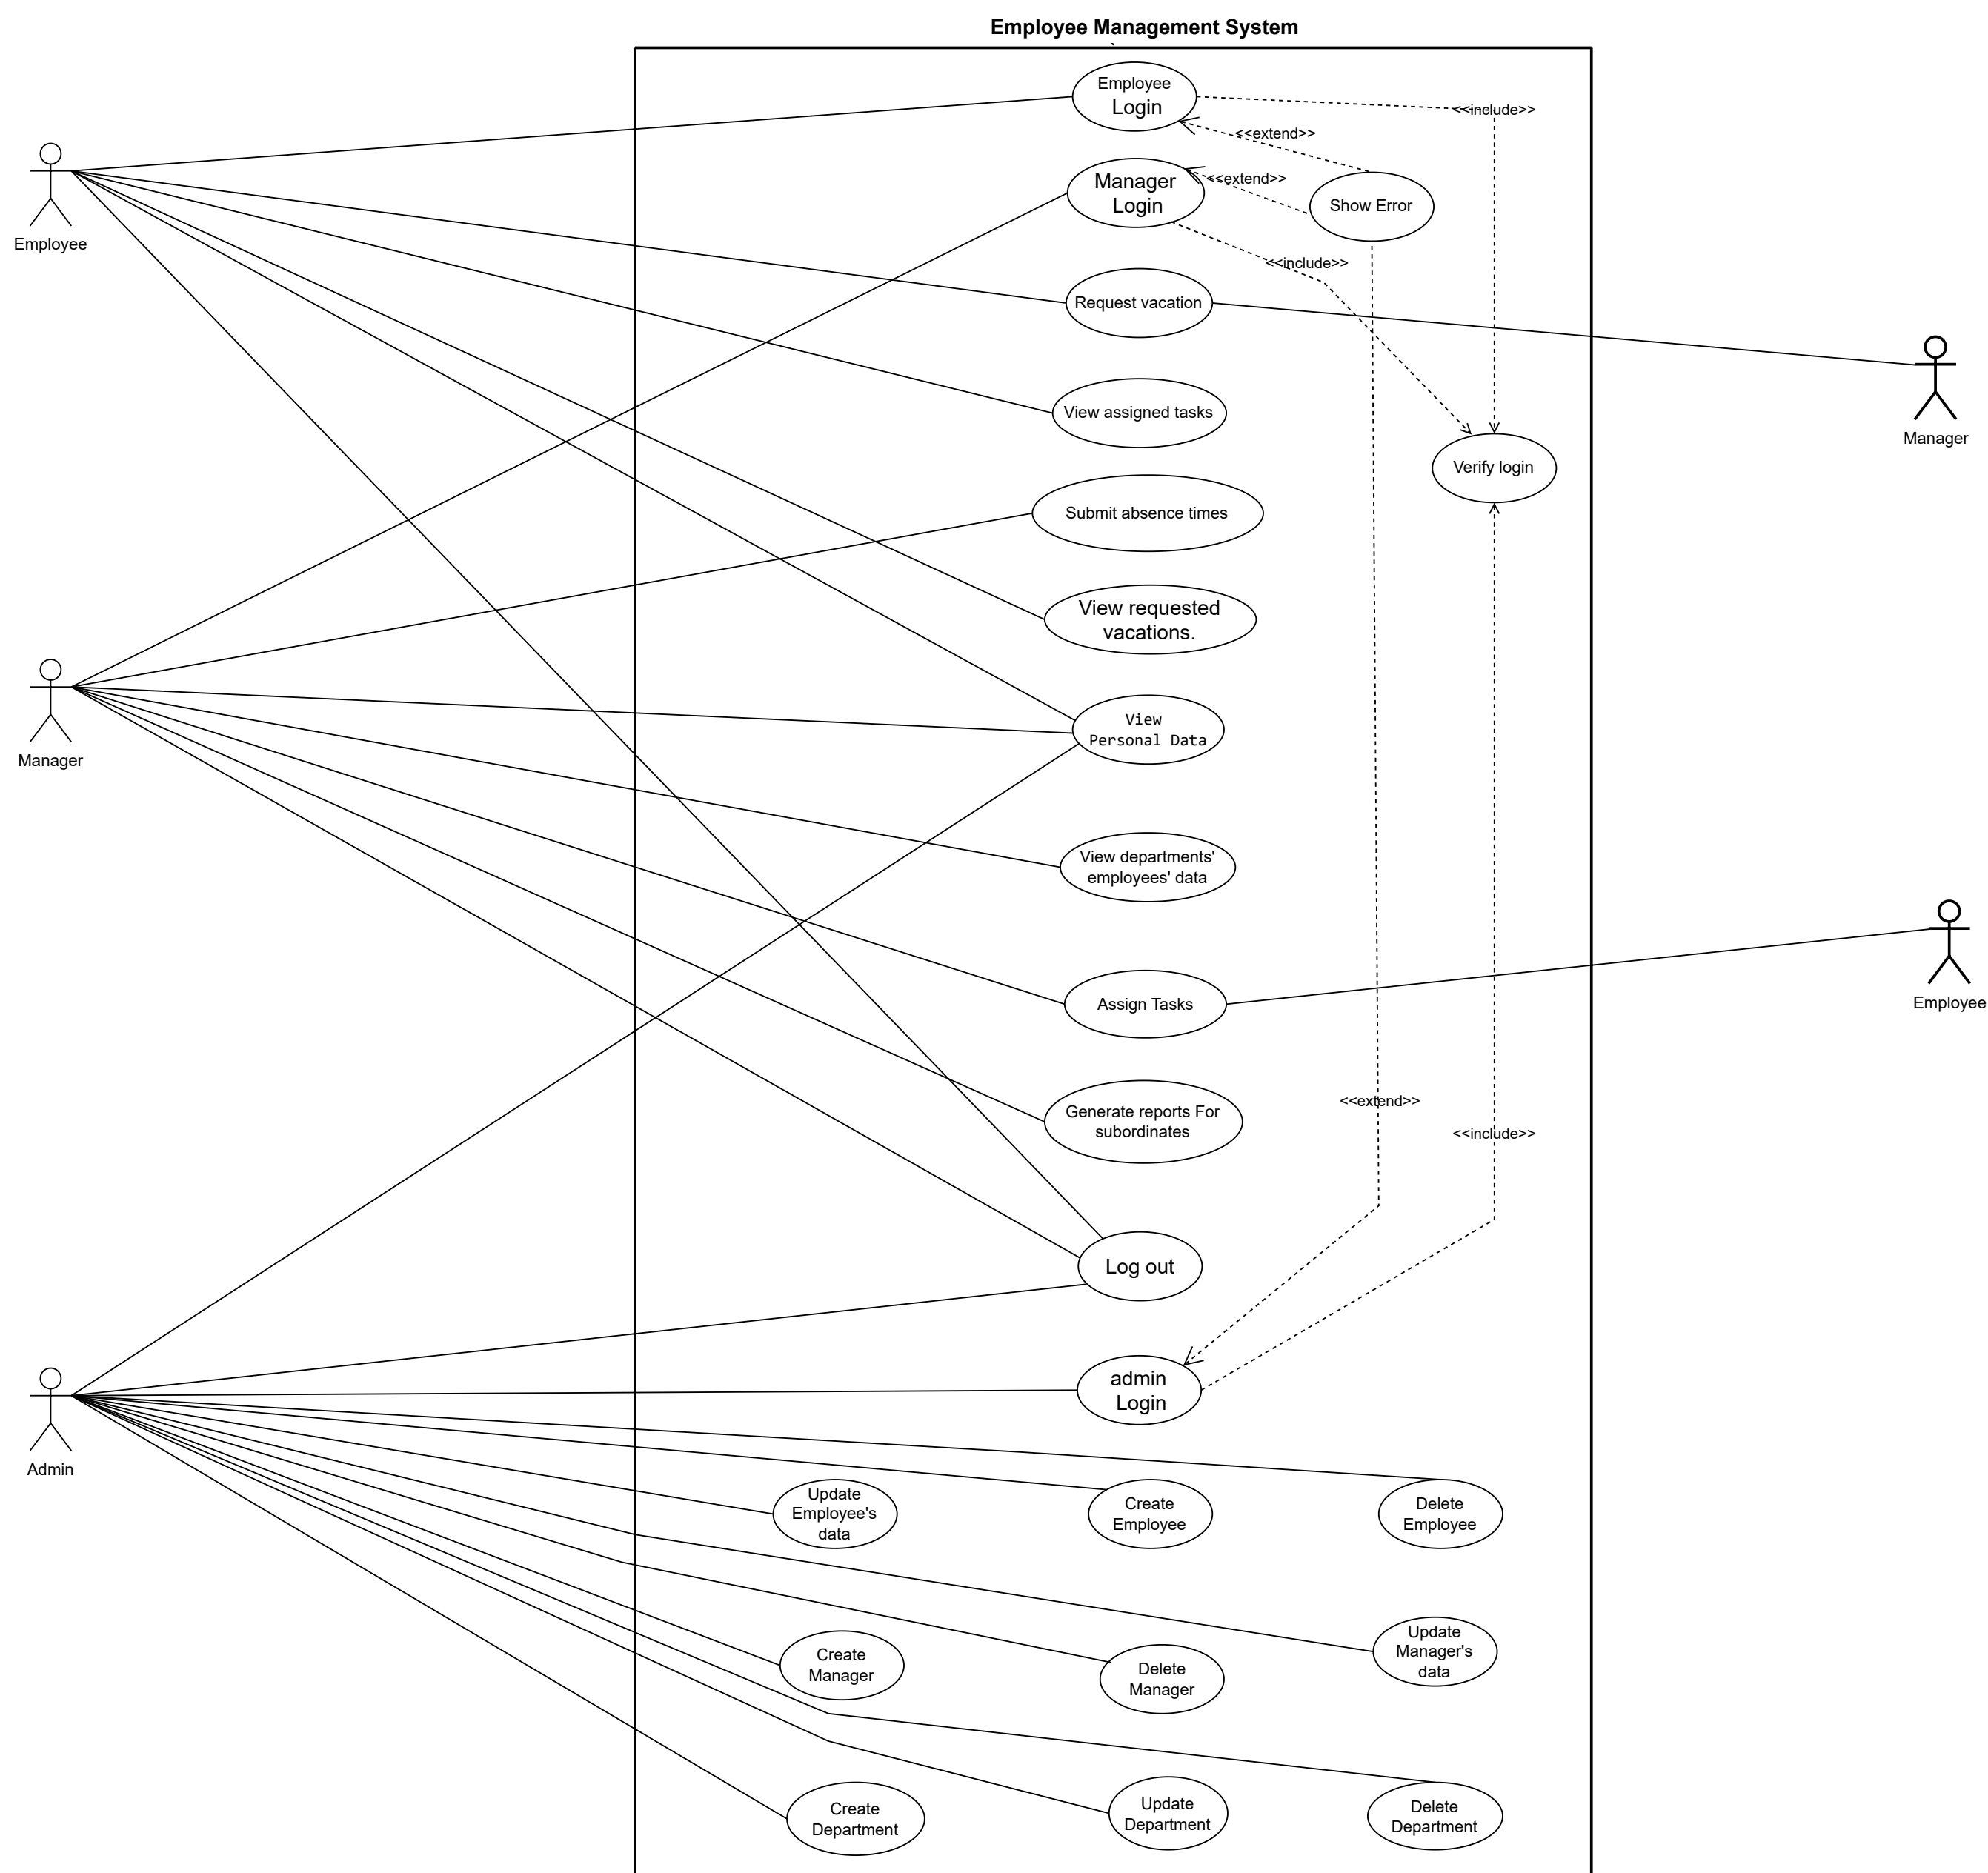 Employee Management System
Employee
Login
<<include>>
<<extend>>
Manager
Login
<<extend>>
Show Error
Employee
<<include>>
Request vacation
View assigned tasks
Manager
Verify login
Submit absence times
View requested
vacations.
View
Personal Data
Manager
View departments'
employees' data
Assign Tasks
Employee
<<extend>>
Generate reports For
subordinates
<<include>>
Log out
admin
Login
Admin
Update
Employee's
data
Create
Employee
Delete
Employee
Create
Manager
Delete
Manager
Update
Manager's
data
Create
Department
Update
Department
Delete
Department